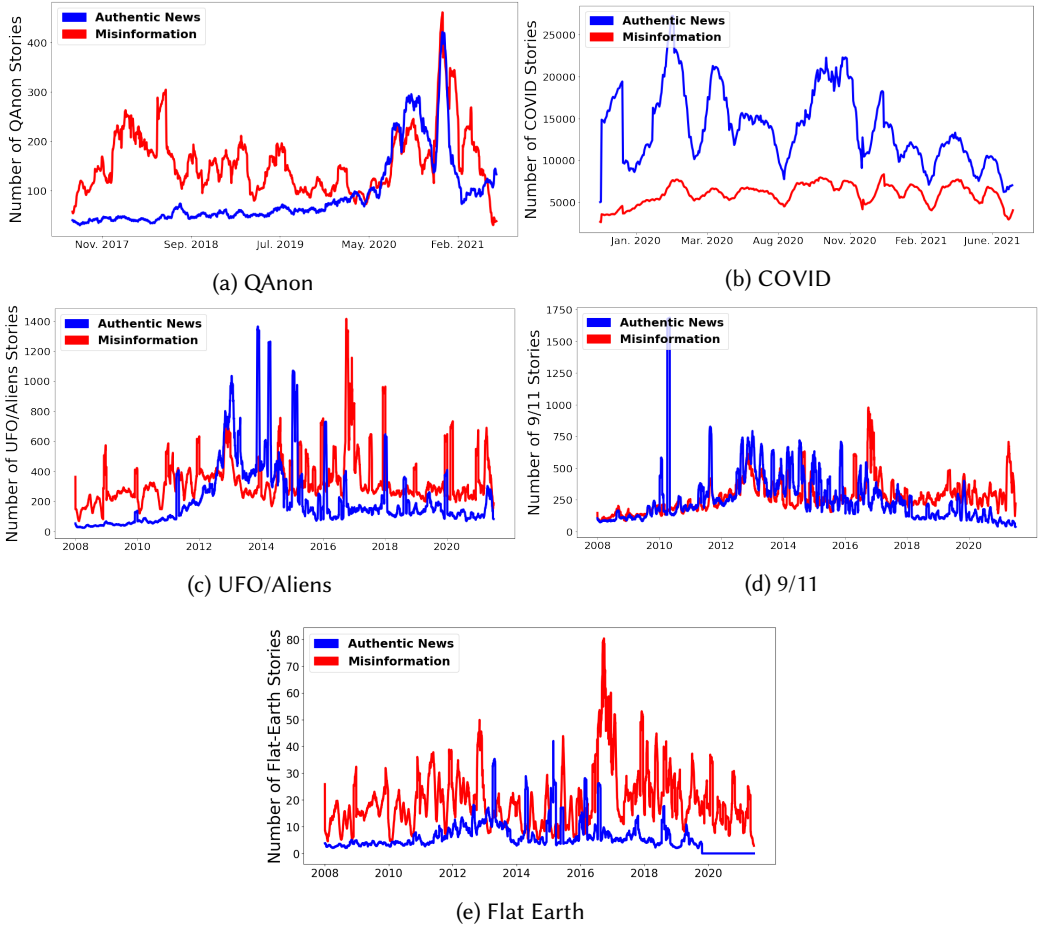 Authentic News
Misinformation
Number of QAnon Stories
400
300
200
100
Nov. 2017 Sep. 2018 Jul. 2019 May. 2020 Feb. 2021
(a) QAnon
Authentic News
Misinformation
Number of COVID Stories
25000
20000
15000
10000
5000
Jan. 2020 Mar. 2020 Aug. 2020 Nov. 2020 Feb. 2021 June. 2021
(b) COVID
Authentic News
Misinformation
Number of UFO/Aliens Stories
1400
1200
1000
800
600
400
200
0
2008 2010 2012 2014 2016 2018 2020
(c) UFO/Aliens
Authentic News
Misinformation
Number of 9/11 Stories
1750
1500
1250
1000
750
500
250
0
2008 2010 2012 2014 2016 2018 2020
(d) 9/11
Authentic News
Misinformation
Number of Flat-Earth Stories
80
70
60
50
40
30
20
10
0
2008 2010 2012 2014 2016 2018 2020
(e) Flat Earth